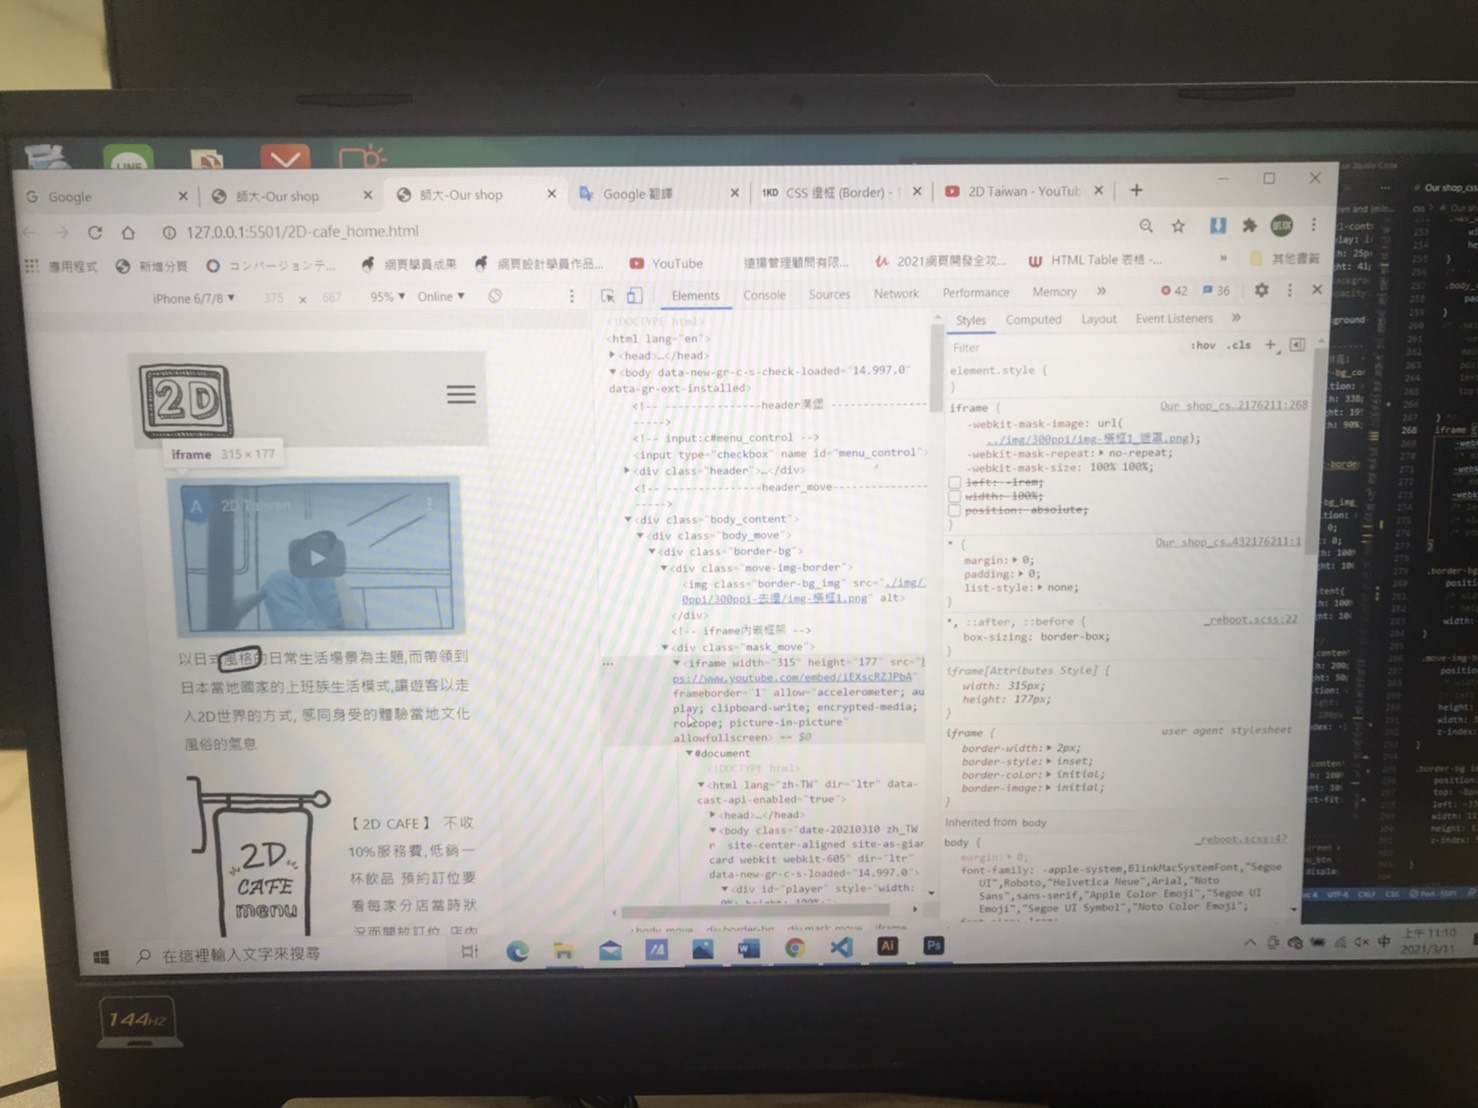 LINE
Google
師大-Our shop
師大-Our shop
Google 翻譯
1KD CSS 邊框 (Border) -
2D Taiwan - YouTub
127.0.0.1:5501/2D-cafe_home.html
應用程式
新增分頁
コンバージョンテ...
網頁學員成果
網頁設計學員作品...
YouTube
遠揚管理顧問有限...
2021網頁開發全攻...
HTML Table 表格 -...
其他書籤
iPhone 6/7/8 375 x 667 95% Online
Elements Console Sources Network Performance Memory 42 36
2D
iframe 315 × 177
A 2D Taiwan
以日式風格的日常生活場景為主題,而帶領到
日本當地國家的上班族生活模式,讓遊客以走
入2D世界的方式, 感同身受的體驗當地文化
風俗的氣息
2D
CAFE
menu
【2D CAFE】 不收
10%服務費,低銷一
杯飲品 預約訂位要
看每家分店當時狀
況而開放訂位 店內
<!DOCTYPE html>
<html lang="en">
<head>…</head>
<body data-new-gr-c-s-check-loaded="14.997.0"
data-gr-ext-installed>
<!-- ---------------header漢堡 ---------------
----->
<!-- input:c#menu_control -->
<input type="checkbox" name id="menu_control">
<div class="header">…</div>
<!-- ---------------header_move---------------
----->
<div class="body_content">
<div class="body_move">
<div class="border-bg">
<div class="move-img-border">
<img class="border-bg_img" src="./img/
0ppi/300ppi-去邊/img-橫框1.png" alt>
</div>
<!-- iframe內嵌框架 -->
<div class="mask_move">
<iframe width="315" height="177" src="
ps://www.youtube.com/embed/iEXscRZJPbA"
frameborder="1" allow="accelerometer; au
play; clipboard-write; encrypted-media;
roscope; picture-in-picture"
allowfullscreen> == $0
#document
<!DOCTYPE html>
<html lang="zh-TW" dir="ltr" data-
cast-api-enabled="true">
<head>…</head>
<body class="date-20210310 zh_TW
site-center-aligned site-as-giar
card webkit webkit-605" dir="ltr"
data-new-gr-c-s-loaded="14.997.0">
<div id="player" style="width:
Styles Computed Layout Event Listeners
Filter :hov .cls +
element.style {
}
iframe { Our shop_cs…2176211:268
-webkit-mask-image: url(
../img/300ppi/img-橫框1_遮罩.png);
-webkit-mask-repeat: no-repeat;
-webkit-mask-size: 100% 100%;
left: -1rem;
width: 100%;
position: absolute;
}
* { Our shop_cs…432176211:1
margin: 0;
padding: 0;
list-style: none;
}
*, ::after, ::before { _reboot.scss:22
box-sizing: border-box;
}
iframe[Attributes Style] {
width: 315px;
height: 177px;
}
iframe { user agent stylesheet
border-width: 2px;
border-style: inset;
border-color: initial;
border-image: initial;
}
Inherited from body
body { _reboot.scss:47
margin: 0;
font-family: -apple-system,BlinkMacSystemFont,"Segoe
UI",Roboto,"Helvetica Neue",Arial,"Noto
Sans",sans-serif,"Apple Color Emoji","Segoe UI
Emoji","Segoe UI Symbol","Noto Color Emoji";
在這裡輸入文字來搜尋
Ai
Ps
中
上午 11:10
2021/3/11
144HZ